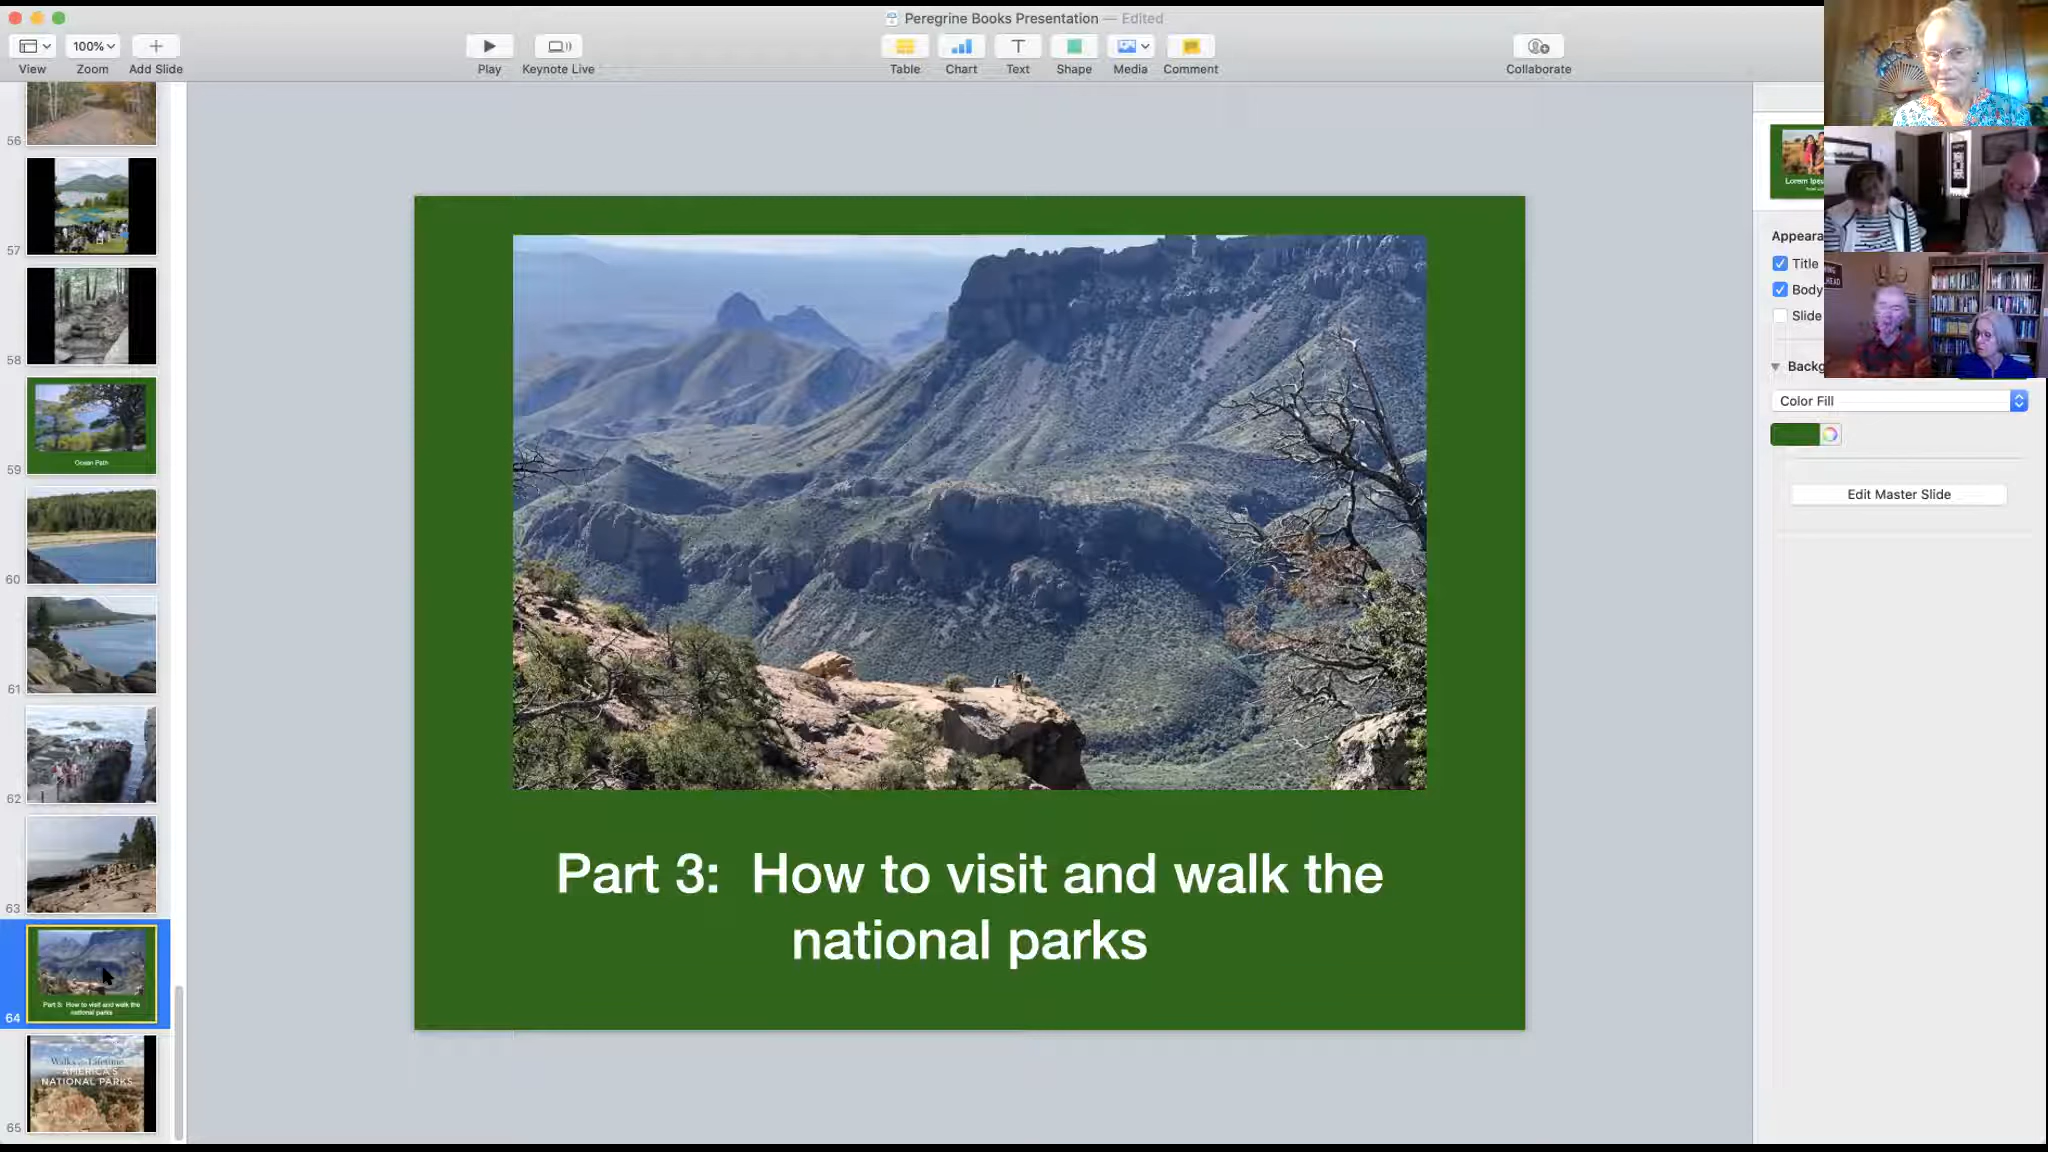 Peregrine Books Presentation — Edited
100%
View
Zoom
Add Slide
Play
Keynote Live
Table
Chart
Text
Shape
Media
Comment
Collaborate
56
57
58
59
Ocean Path
60
61
62
63
64
Part 3: How to visit and walk the
national parks
65
Walks of a Lifetime
AMERICA'S
NATIONAL PARKS
Part 3: How to visit and walk the
national parks
Lorem Ipsu
Appeara
Title
Body
Slide
Backg
Color Fill
Edit Master Slide